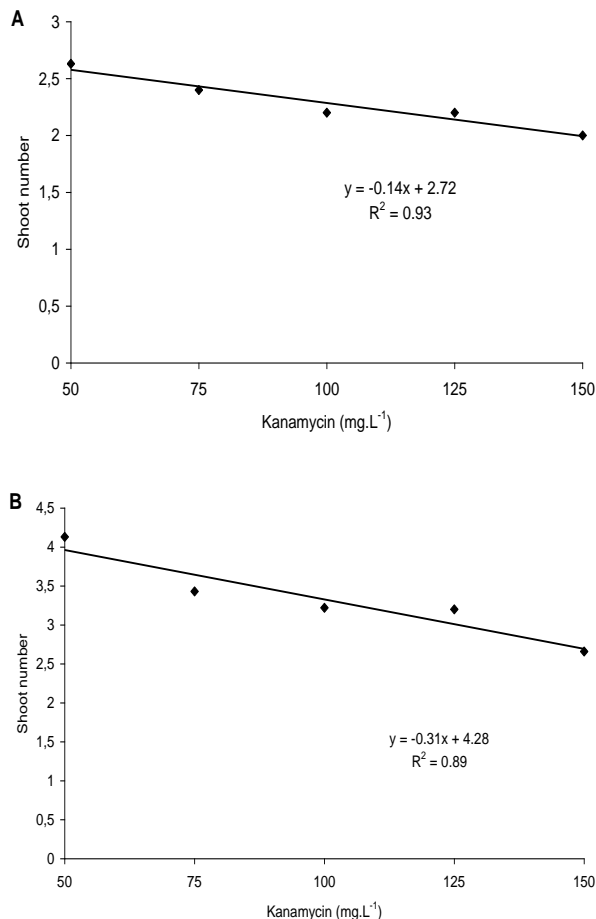 A
3
2,5
2
1,5
1
0,5
0
Shoot number
y = -0.14x + 2.72
R² = 0.93
50 75 100 125 150
Kanamycin (mg.L⁻¹)
B
4,5
4
3,5
3
2,5
2
1,5
1
0,5
0
Shoot number
y = -0.31x + 4.28
R² = 0.89
50 75 100 125 150
Kanamycin (mg.L⁻¹)